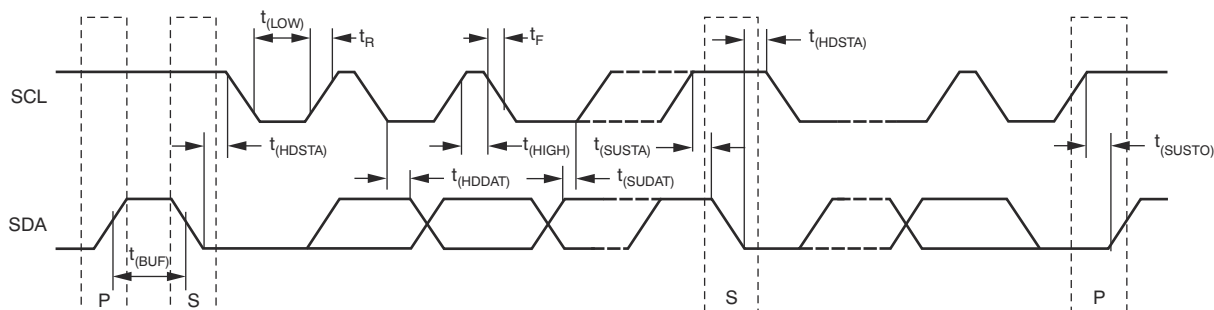 t(LOW)
tR
tF
t(HDSTA)
SCL
t(HDSTA)
t(HIGH)
t(SUSTA)
t(SUSTO)
t(HDDAT)
t(SUDAT)
SDA
t(BUF)
P
S
S
P